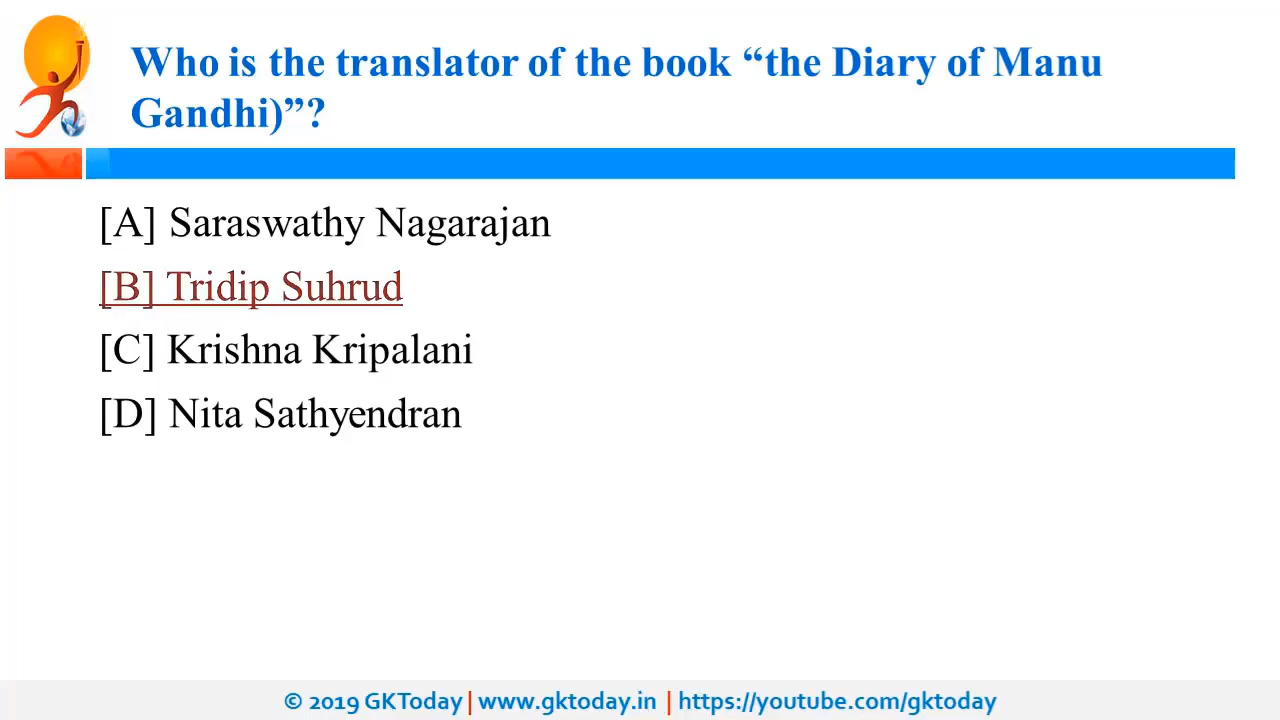 Who is the translator of the book “the Diary of Manu
Gandhi)”?
[A] Saraswathy Nagarajan
[B] Tridip Suhrud
[C] Krishna Kripalani
[D] Nita Sathyendran
© 2019 GKToday | www.gktoday.in | https://youtube.com/gktoday